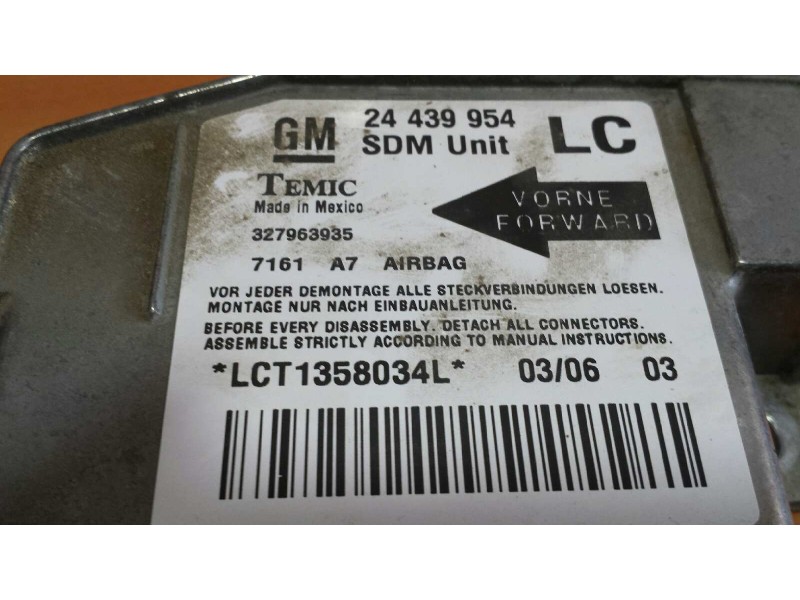 GM 24 439 954 LC
SDM Unit
TEMIC
Made in Mexico
VORNE
FORWARD
327963935
7161 A7 AIRBAG
VOR JEDER DEMONTAGE ALLE STECKVERBINDUNGEN LOESEN.
MONTAGE NUR NACH EINBAUANLEITUNG.
BEFORE EVERY DISASSEMBLY. DETACH ALL CONNECTORS.
ASSEMBLE STRICTLY ACCORDING TO MANUAL INSTRUCTIONS.
*LCT1358034L* 03/06 03